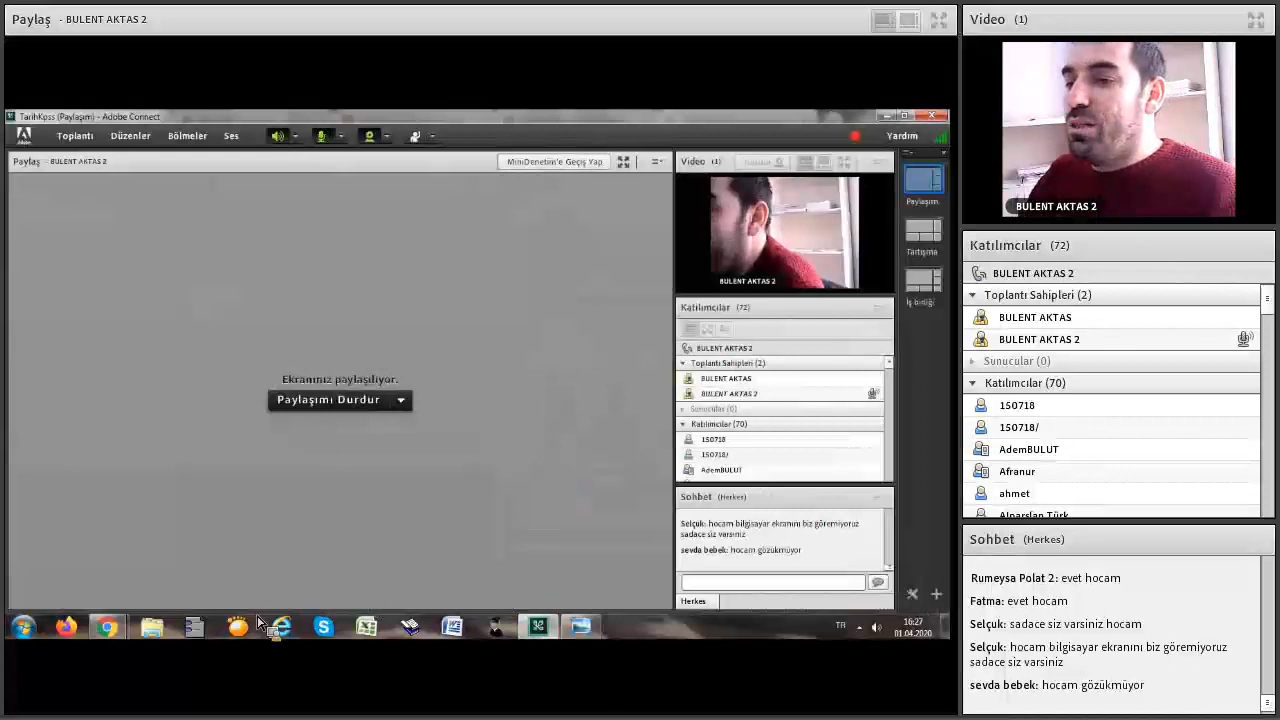 Paylaş - BULENT AKTAS 2
TarihKpss (Paylaşım) - Adobe Connect
Toplantı Düzenler Bölmeler Ses Yardım
Paylaş - BULENT AKTAS 2
MiniDenetim'e Geçiş Yap
Ekranınız paylaşılıyor.
Paylaşımı Durdur
Video (1)
BULENT AKTAS 2
Katılımcılar (72)
BULENT AKTAS 2
Toplantı Sahipleri (2)
BULENT AKTAS
BULENT AKTAS 2
Sunucular (0)
Katılımcılar (70)
150718
150718/
AdemBULUT
Sohbet (Herkes)
Selçuk: hocam bilgisayar ekranını biz göremiyoruz
sadace siz varsınız
sevda bebek: hocam gözükmüyor
Herkes
Paylaşım
Tartışma
İş birliği
TR
16:27
01.04.2020
Video (1)
BULENT AKTAS 2
Katılımcılar (72)
BULENT AKTAS 2
Toplantı Sahipleri (2)
BULENT AKTAS
BULENT AKTAS 2
Sunucular (0)
Katılımcılar (70)
150718
150718/
AdemBULUT
Afranur
ahmet
Alparslan Türk
Sohbet (Herkes)
Rumeysa Polat 2: evet hocam
Fatma: evet hocam
Selçuk: sadace siz varsiniz hocam
Selçuk: hocam bilgisayar ekranını biz göremiyoruz
sadace siz varsınız
sevda bebek: hocam gözükmüyor